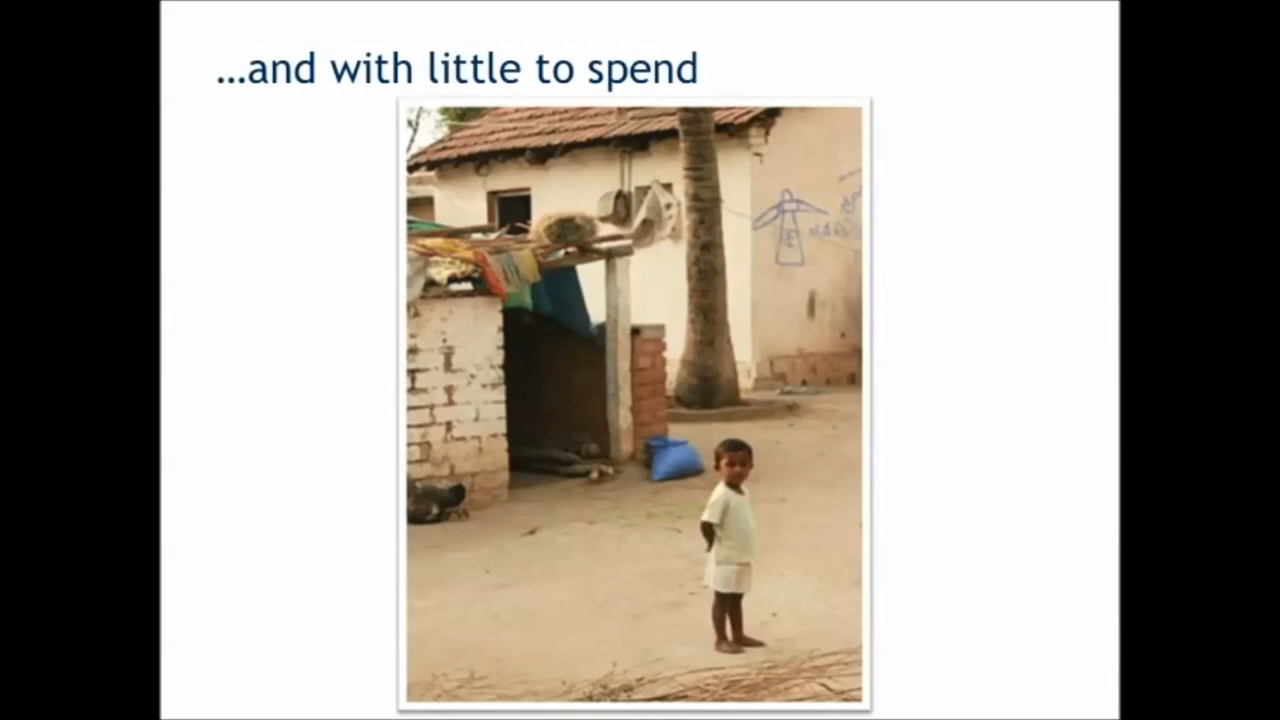 …and with little to spend